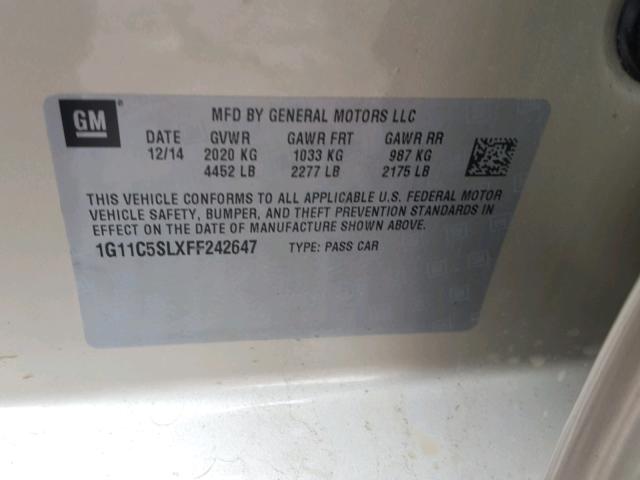 GM
MFD BY GENERAL MOTORS LLC
DATE GVWR GAWR FRT GAWR RR
12/14 2020 KG 1033 KG 987 KG
4452 LB 2277 LB 2175 LB
THIS VEHICLE CONFORMS TO ALL APPLICABLE U.S. FEDERAL MOTOR
VEHICLE SAFETY, BUMPER, AND THEFT PREVENTION STANDARDS IN
EFFECT ON THE DATE OF MANUFACTURE SHOWN ABOVE.
1G11C5SLXFF242647 TYPE: PASS CAR